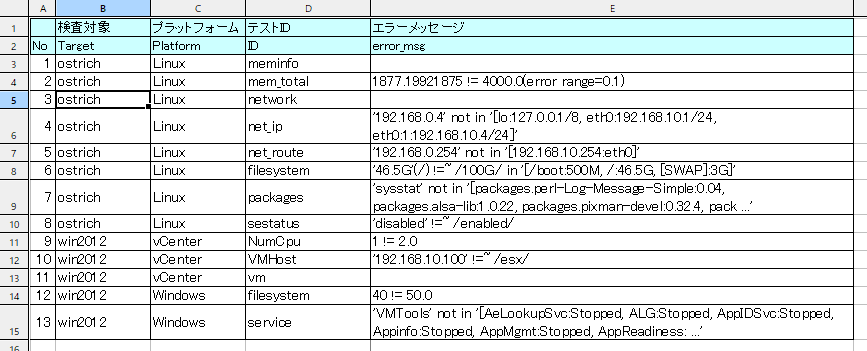 A B C D E
1 検査対象 プラットフォーム テストID エラーメッセージ
2 No Target Platform ID error_msg
3 1 ostrich Linux meminfo
4 2 ostrich Linux mem_total 1877.19921875 != 4000.0(error range=0.1)
5 3 ostrich Linux network
6 4 ostrich Linux net_ip '192.168.0.4' not in '[lo:127.0.0.1/8, eth0:192.168.10.1/24,
eth0:1:192.168.10.4/24]'
7 5 ostrich Linux net_route '192.168.0.254' not in '[192.168.10.254:eth0]'
8 6 ostrich Linux filesystem '46.5G'(/) !=~ /100G/ in '[/boot:500M, /:46.5G, [SWAP]:3G]'
9 7 ostrich Linux packages 'sysstat' not in '[packages.perl-Log-Message-Simple:0.04,
packages.alsa-lib:1.0.22, packages.pixman-devel:0.32.4, pack ...'
10 8 ostrich Linux sestatus 'disabled' !=~ /enabled/
11 9 win2012 vCenter NumCpu 1 != 2.0
12 10 win2012 vCenter VMHost '192.168.10.100' !=~ /esx/
13 11 win2012 vCenter vm
14 12 win2012 Windows filesystem 40 != 50.0
15 13 win2012 Windows service 'VMTools' not in '[AeLookupSvc:Stopped, ALG:Stopped, AppIDSvc:Stopped,
Appinfo:Stopped, AppMgmt:Stopped, AppReadiness: ...'
16